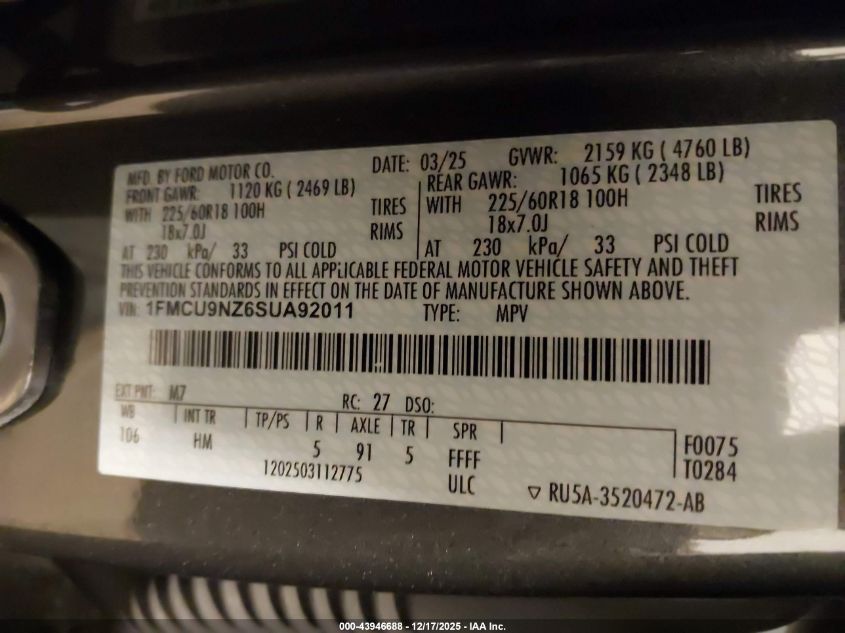 MFD. BY FORD MOTOR CO. DATE: 03/25 GVWR: 2159 KG ( 4760 LB)
FRONT GAWR: 1120 KG ( 2469 LB) REAR GAWR: 1065 KG ( 2348 LB)
WITH 225/60R18 100H TIRES WITH 225/60R18 100H TIRES
18x7.0J RIMS 18x7.0J RIMS
AT 230 kPa/ 33 PSI COLD AT 230 kPa/ 33 PSI COLD
THIS VEHICLE CONFORMS TO ALL APPLICABLE FEDERAL MOTOR VEHICLE SAFETY AND THEFT
PREVENTION STANDARDS IN EFFECT ON THE DATE OF MANUFACTURE SHOWN ABOVE.
VIN: 1FMCU9NZ6SUA92011 TYPE: MPV
EXT PNT: M7 RC: 27 DSO:
WB INT TR TP/PS R AXLE TR SPR
106 HM 5 91 5 FFFF F0075
1202503112775 ULC T0284
▽ RU5A-3520472-AB
000-43946688 - 12/17/2025 - IAA Inc.